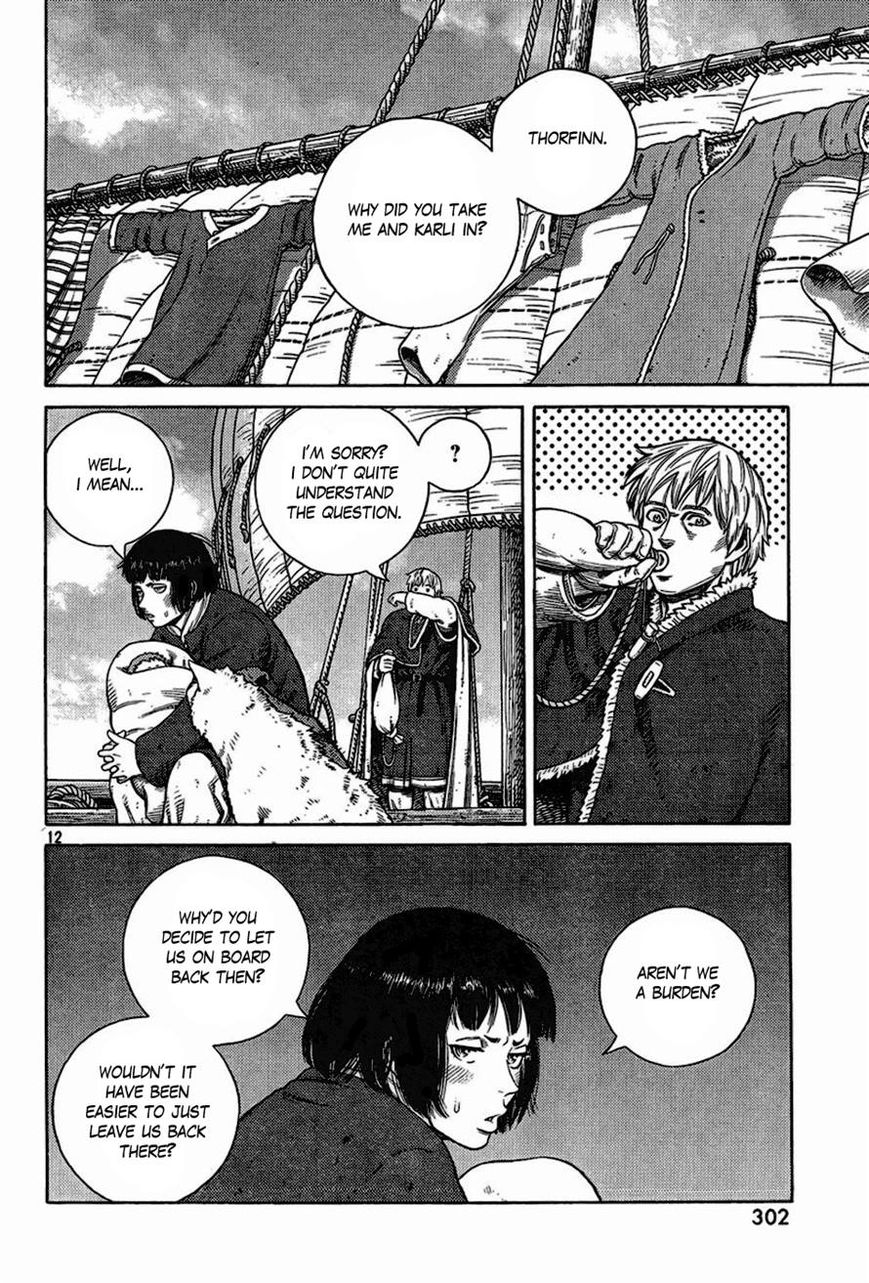 THORFINN.
WHY DID YOU TAKE
ME AND KARLI IN?
?
I'M SORRY?
I DON'T QUITE
UNDERSTAND
THE QUESTION.
WELL,
I MEAN...
12
AREN'T WE
A BURDEN?
WHY'D YOU
DECIDE TO LET
US ON BOARD
BACK THEN?
WOULDN'T IT
HAVE BEEN
EASIER TO JUST
LEAVE US BACK
THERE?
302